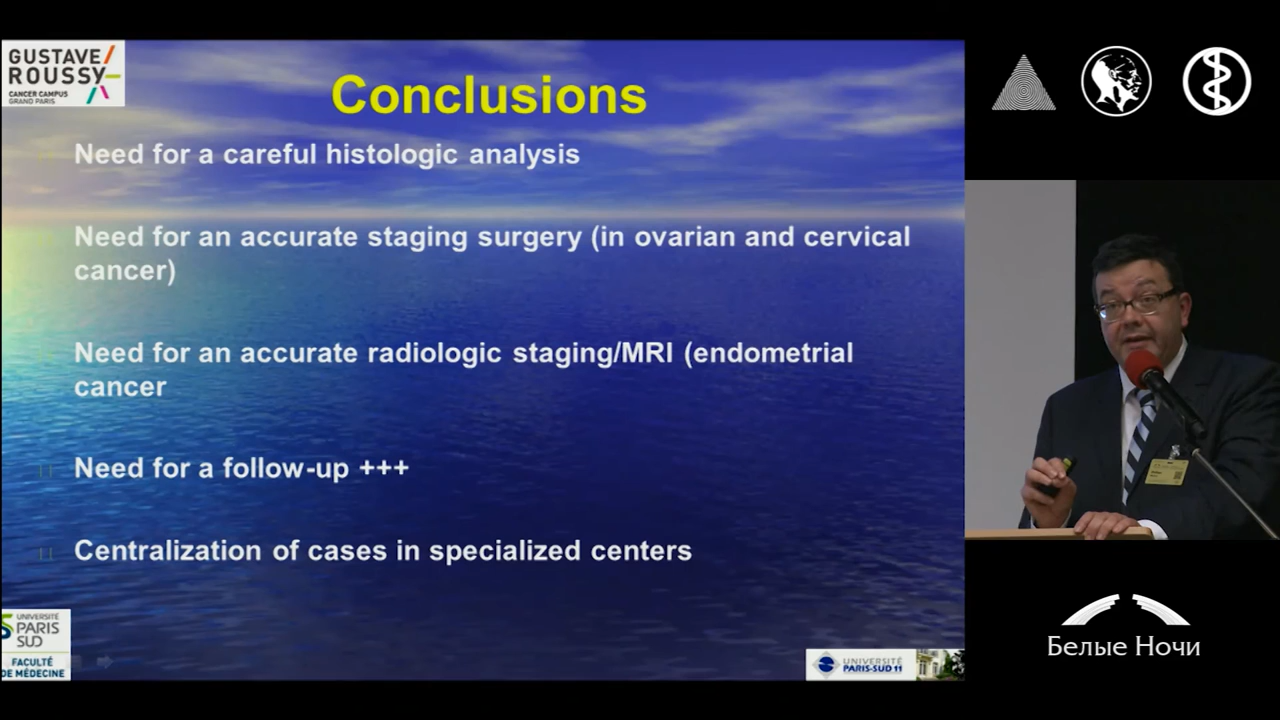 GUSTAVE/
ROUSSY
CANCER CAMPUS
GRAND PARIS
Conclusions
Need for a careful histologic analysis
Need for an accurate staging surgery (in ovarian and cervical
cancer)
Need for an accurate radiologic staging/MRI (endometrial
cancer
Need for a follow-up +++
Centralization of cases in specialized centers
UNIVERSITÉ
PARIS
SUD
FACULTÉ
DE MÉDECINE
UNIVERSITÉ
PARIS-SUD 11
Белые Ночи